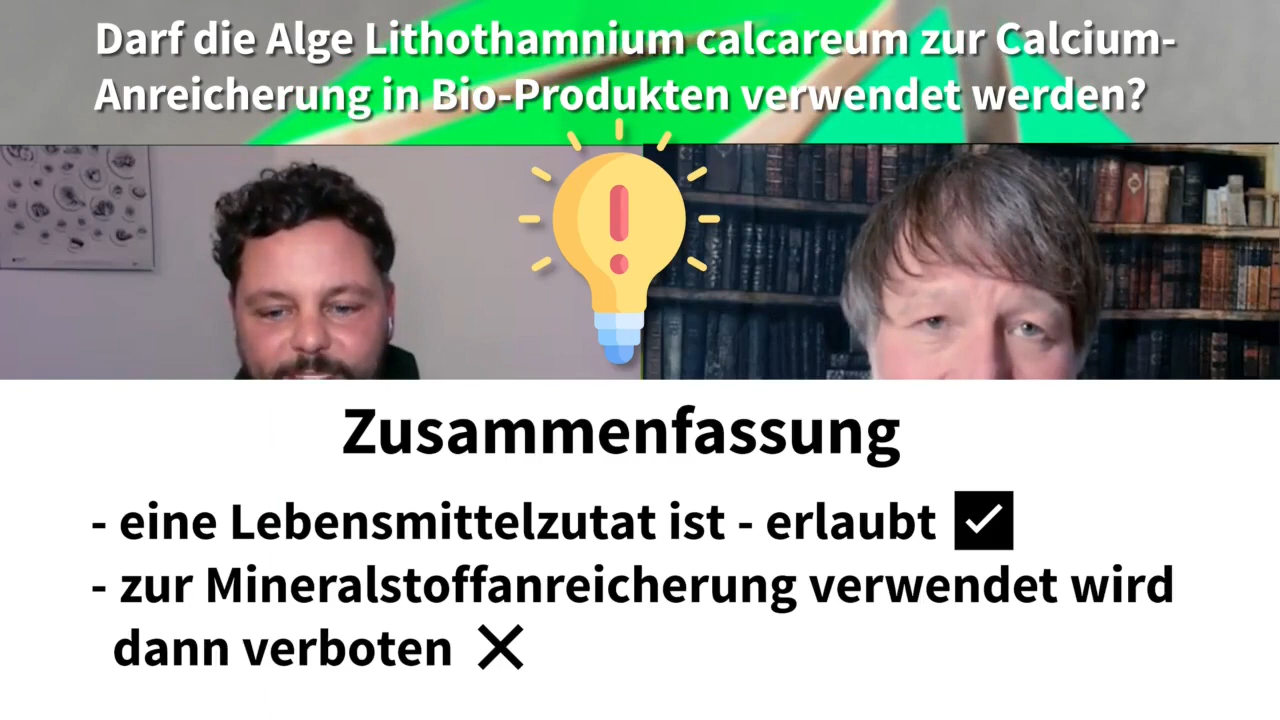 Darf die Alge Lithothamnium calcareum zur Calcium-
Anreicherung in Bio-Produkten verwendet werden?
Zusammenfassung
- eine Lebensmittelzutat ist - erlaubt
- zur Mineralstoffanreicherung verwendet wird
dann verboten